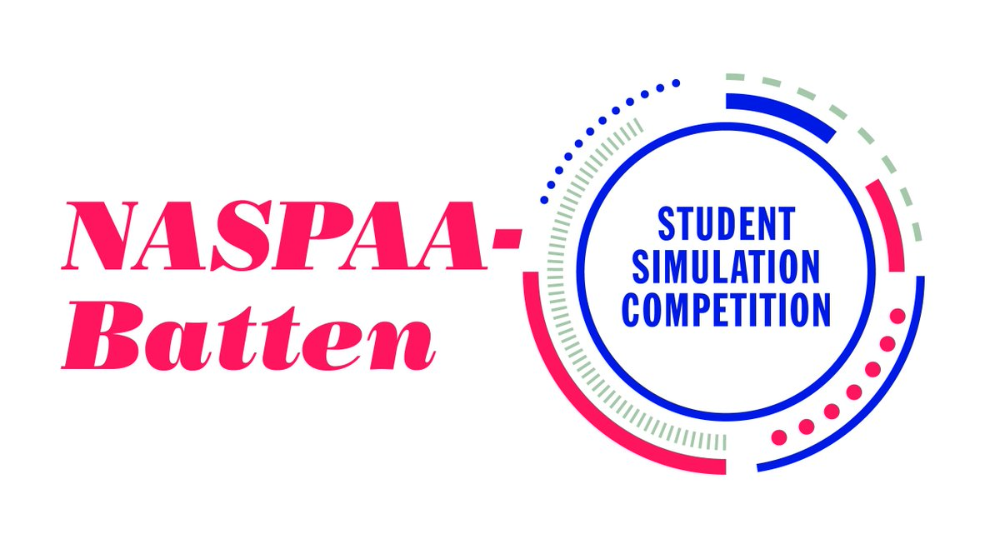 NASPAA-
Batten
STUDENT
SIMULATION
COMPETITION